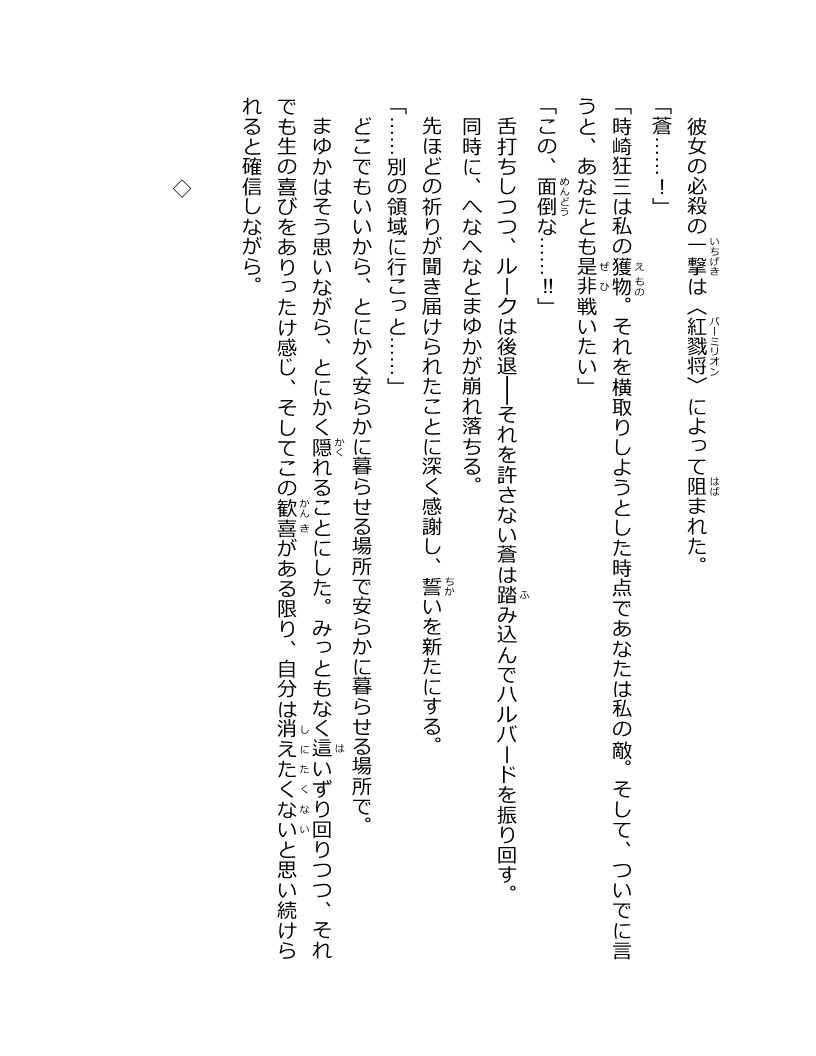 彼女の必殺の一撃は〈紅戮将〉によって阻まれた。
「蒼……！」
「時崎狂三は私の獲物。それを横取りしようとした時点であなたは私の敵。そして、ついでに言
うと、あなたとも是非戦いたい」
「この、面倒な……‼」
舌打ちしつつ、ルークは後退──それを許さない蒼は踏み込んでハルバードを振り回す。
同時に、へなへなとまゆかが崩れ落ちる。
先ほどの祈りが聞き届けられたことに深く感謝し、誓いを新たにする。
「……別の領域に行こっと……」
どこでもいいから、とにかく安らかに暮らせる場所で安らかに暮らせる場所で。
まゆかはそう思いながら、とにかく隠れることにした。みっともなく這いずり回りつつ、それ
でも生の喜びをありったけ感じ、そしてこの歓喜がある限り、自分は消えたくないと思い続けら
れると確信しながら。
◇